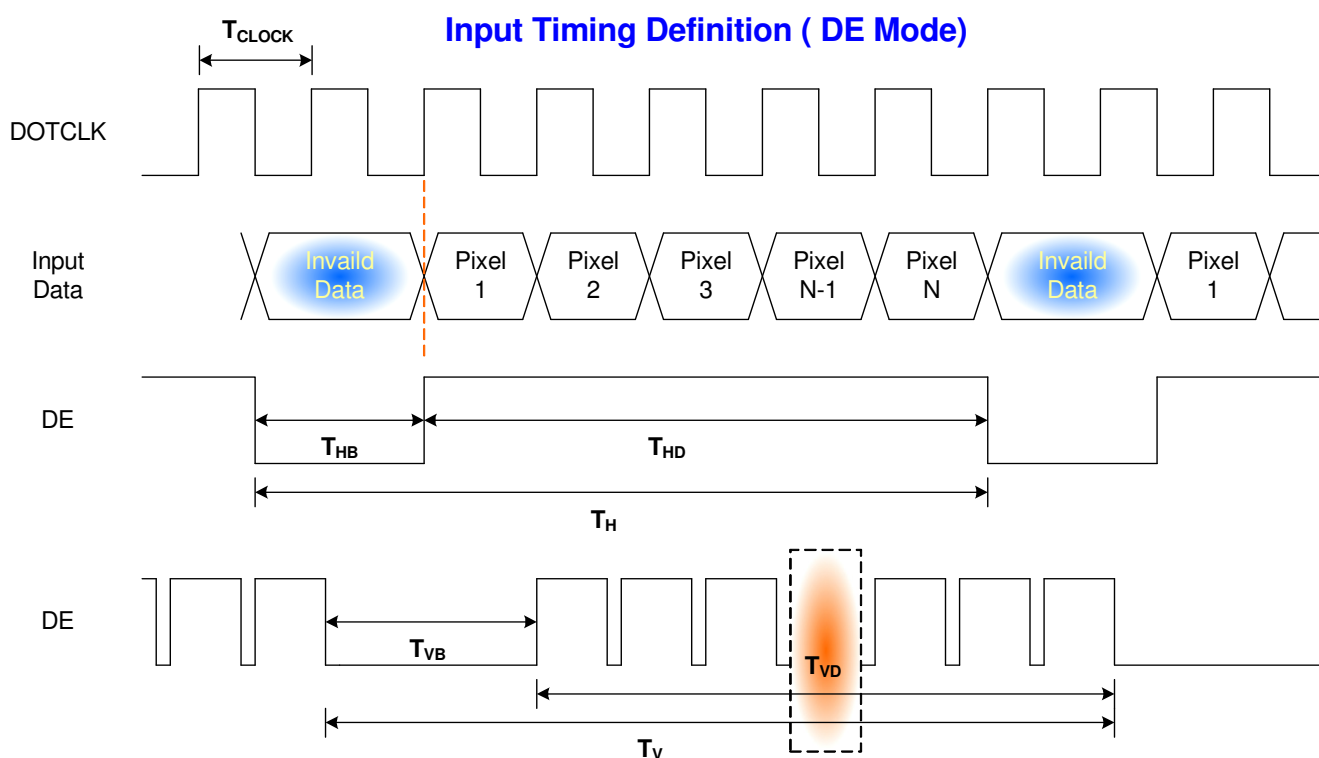 Input Timing Definition ( DE Mode)
TCLOCK
DOTCLK
Input
Data
Invaild
Data
Pixel
1
Pixel
2
Pixel
3
Pixel
N-1
Pixel
N
Invaild
Data
Pixel
1
DE
THB
THD
TH
DE
TVB
TVD
TV